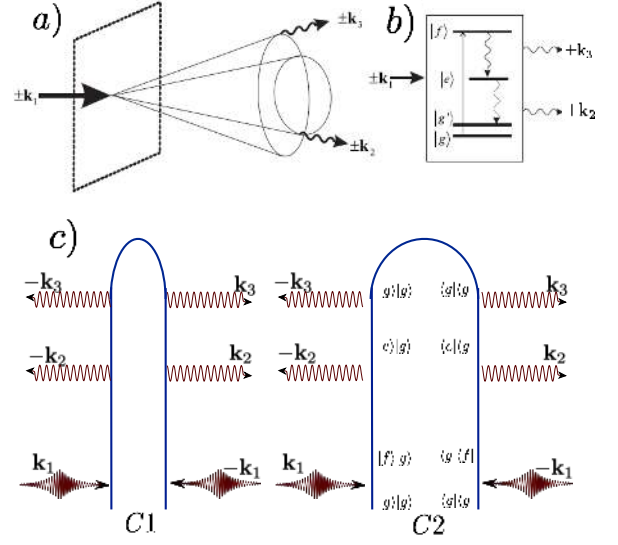 a)
±k₃
±k₁
±k₂
b)
|f⟩
+k₃
±k₁
|e⟩
|k₂
|g'⟩
|g⟩
c)
−k₃
k₃
−k₃
g⟩|g⟩
⟨g|⟨g
−k₂
k₂
−k₂
e⟩|g⟩
⟨e|⟨g
k₂
k₁
−k₁
k₁
|f⟩ g⟩
⟨g ⟨f|
−k₁
g⟩|g⟩
⟨g|⟨g
C1
C2